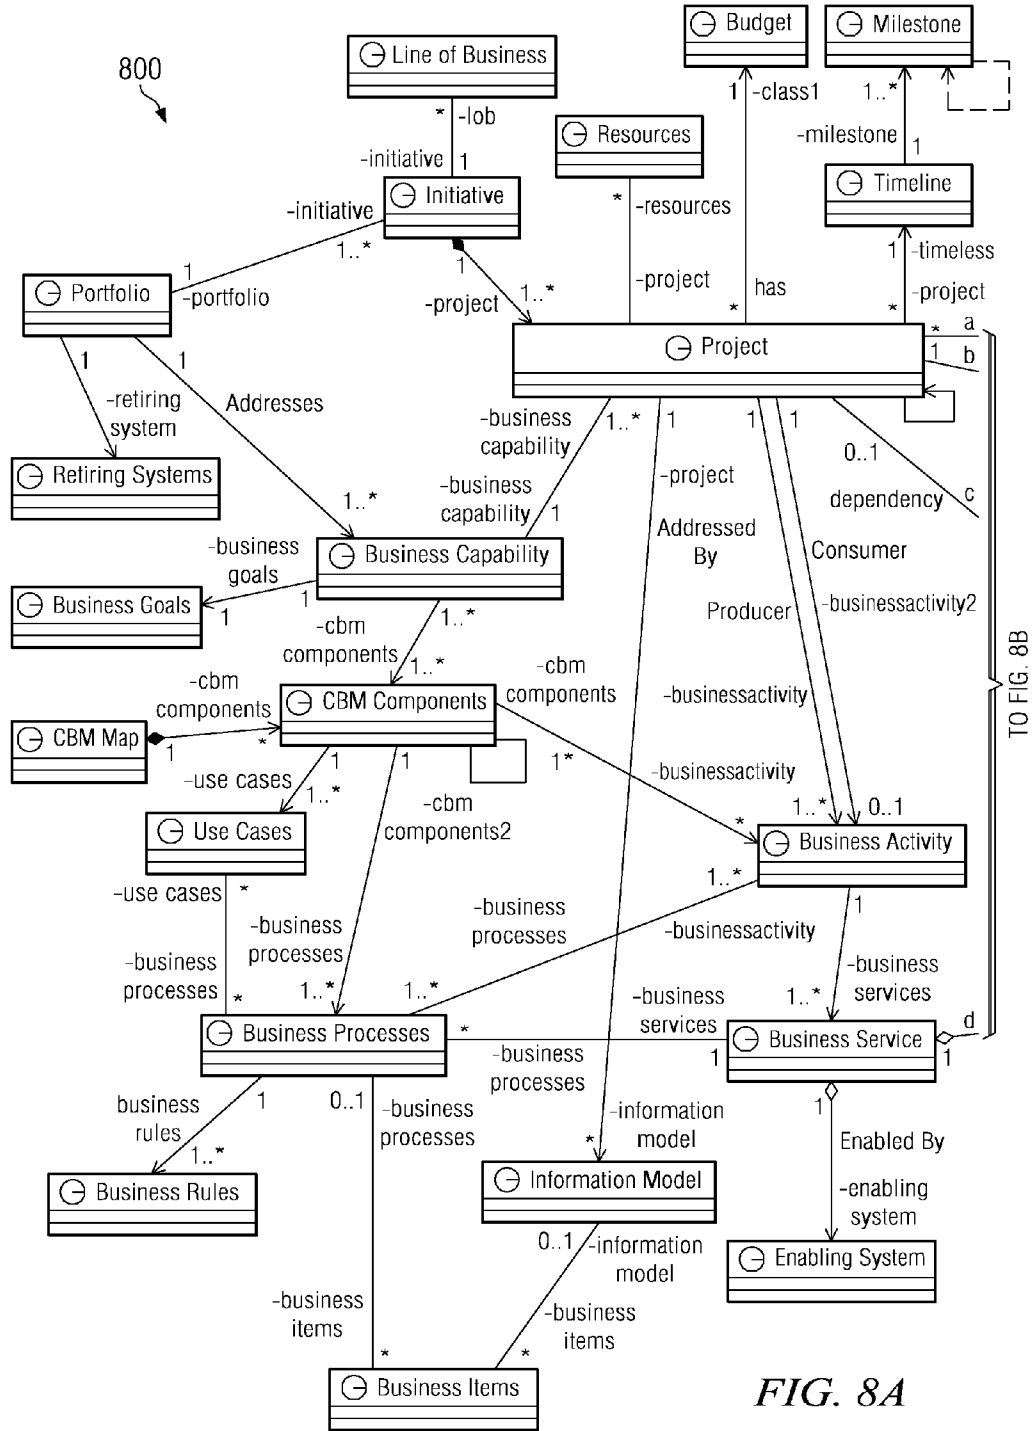 800
Line of Business
* -lob
-initiative 1
Initiative
Budget
1 -class1
Milestone
1..*
-milestone 1
Resources
* -resources
Timeline
1 -timeless
-initiative
1..*
1
-portfolio
Portfolio
1
-project
1..*
-project
has
*
-project
*
Project
* a
1 b
1
-retiring
system
1
Addresses
Retiring Systems
-business
capability
1..*
1
1
1
0..1
dependency c
-business
capability 1
-project
Addressed
By
Consumer
1..*
Business Capability
-business
goals
1
1
Business Goals
Producer
-businessactivity2
1..*
-cbm
components
1..*
-cbm
components
-cbm
components
CBM Components
CBM Map
1
*
-businessactivity
TO FIG. 8B
1*
-businessactivity
*
-use cases
1
1..*
1
-cbm
components2
1..*
0..1
Use Cases
Business Activity
-use cases *
1..*
-businessactivity
1
-business
processes
-business
processes
-business
processes
*
1..*
1..*
-business
services
1..*
-business
services
Business Processes
*
-business
processes
1
Business Service
1
d
business
rules
1
1..*
0..1
-business
processes
1
Enabled By
-enabling
system
-information
model
*
Business Rules
Information Model
Enabling System
0..1
-information
model
-business
items
*
-business
items
*
Business Items
FIG. 8A